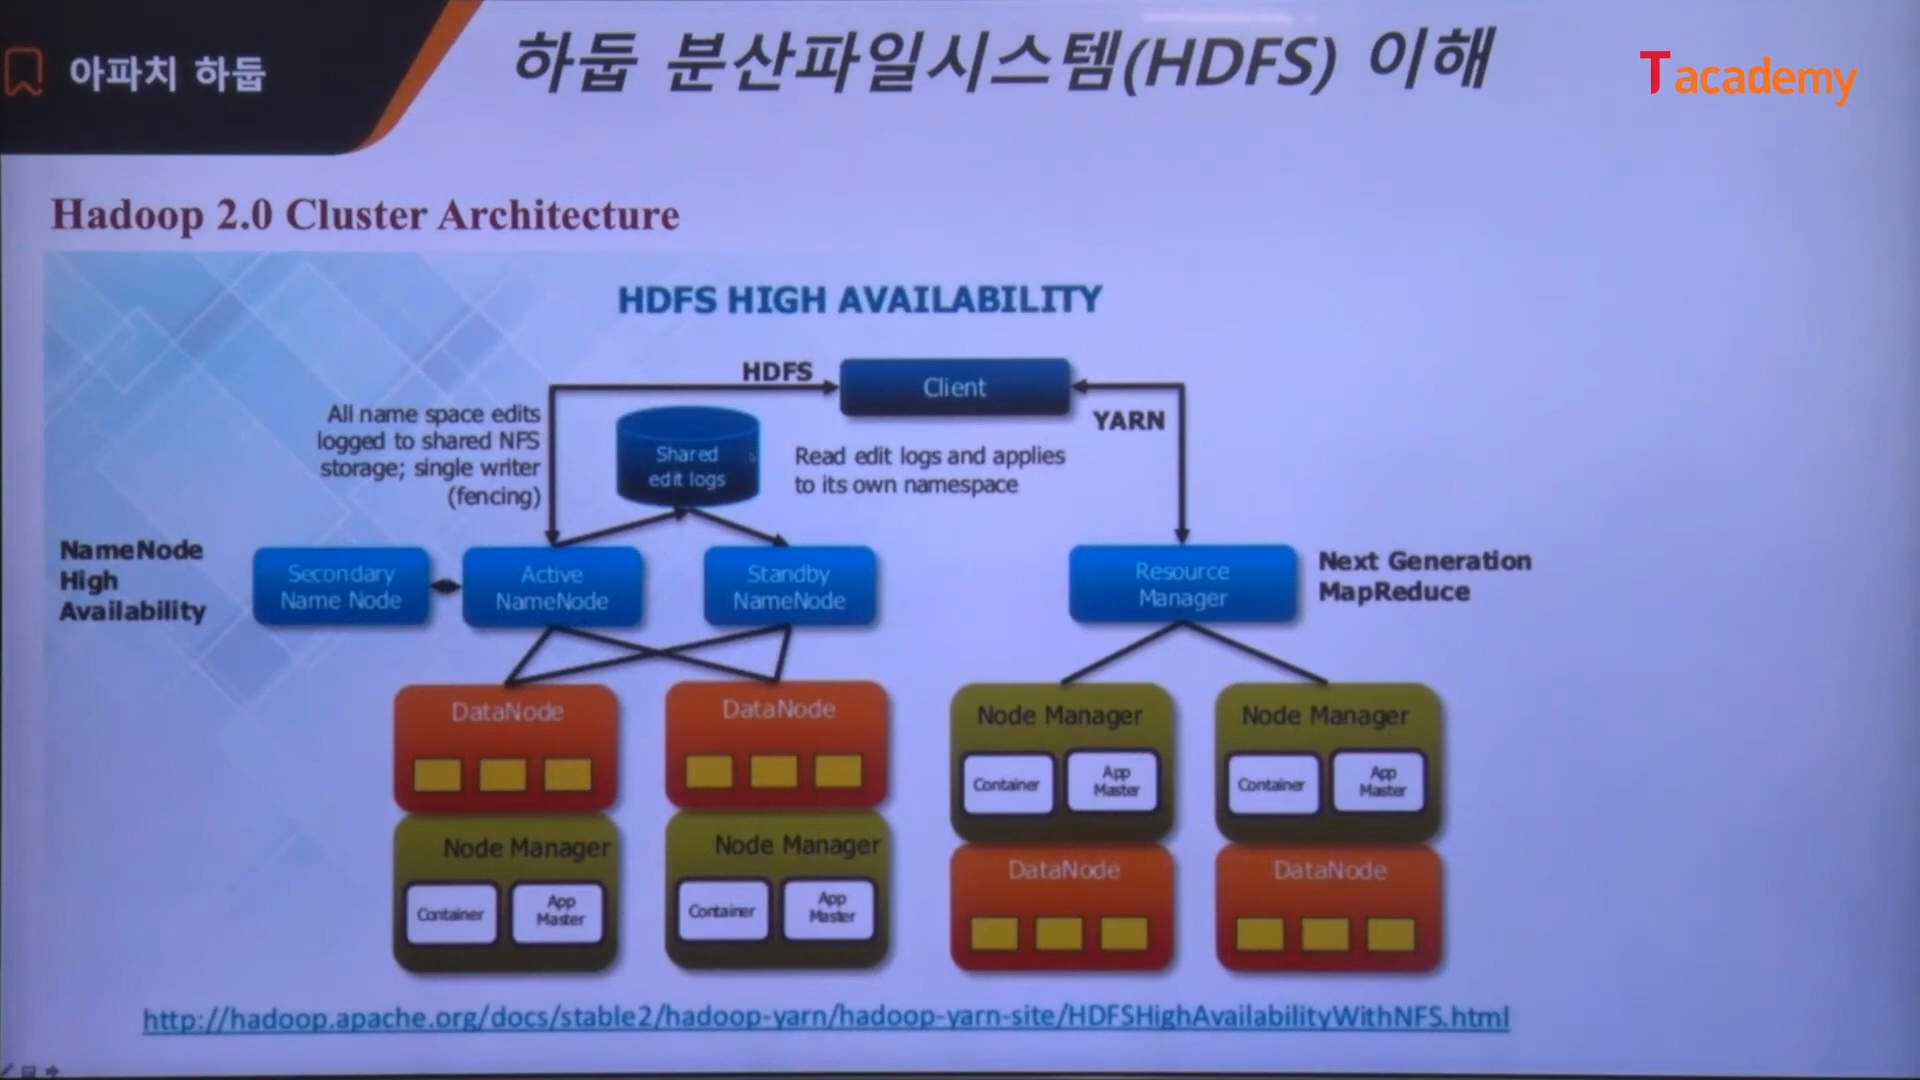 아파치 하둡
하둡 분산파일시스템(HDFS) 이해
Tacademy
Hadoop 2.0 Cluster Architecture
HDFS HIGH AVAILABILITY
HDFS
Client
YARN
All name space edits
logged to shared NFS
storage; single writer
(fencing)
Shared
edit logs
Read edit logs and applies
to its own namespace
NameNode
High
Availability
Secondary
Name Node
Active
NameNode
Standby
NameNode
Resource
Manager
Next Generation
MapReduce
DataNode
DataNode
Node Manager
Container
App
Master
Node Manager
Container
App
Master
Node Manager
Container
App
Master
Node Manager
Container
App
Master
DataNode
DataNode
http://hadoop.apache.org/docs/stable2/hadoop-yarn/hadoop-yarn-site/HDFSHighAvailabilityWithNFS.html